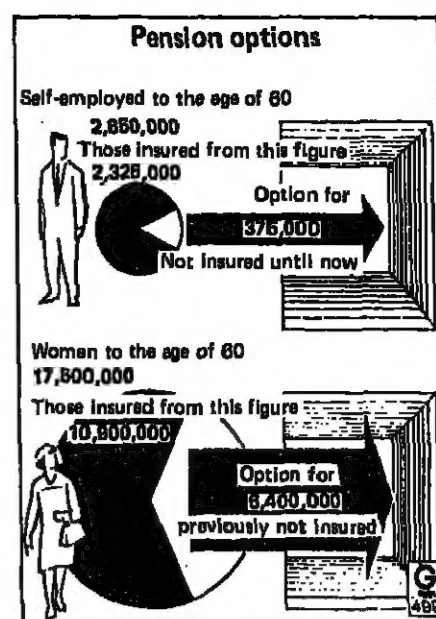 Pension options
Self-employed to the age of 60
2,650,000
Those insured from this figure
2,325,000
Option for
375,000
Not insured until now
Women to the age of 60
17,500,000
Those insured from this figure
10,900,000
Option for
6,400,000
previously not insured
G